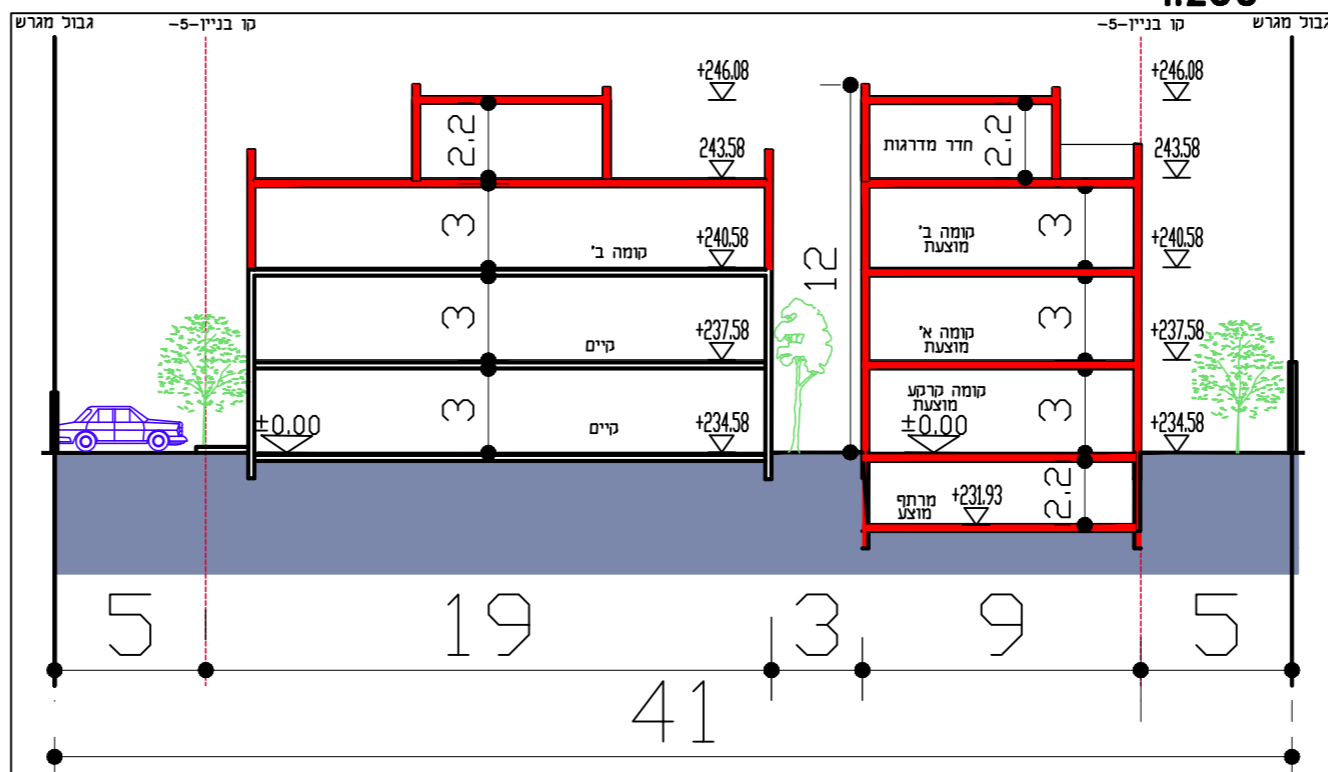 גבול מגרש
קו בניין-5-
קו בניין-5-
גבול מגרש
+246.08
+246.08
2.2
חדר מדרגות
2.2
243.58
243.58
3
קומה ב'
+240.58
12
קומה ב'
מוצעת
3
+240.58
3
קיים
+237.58
קומה א'
מוצעת
3
+237.58
±0.00
3
קיים
+234.58
קומה קרקע
מוצעת
±0.00
3
+234.58
מרתף
מוצע
+231.93
2.2
5
19
3
9
5
41